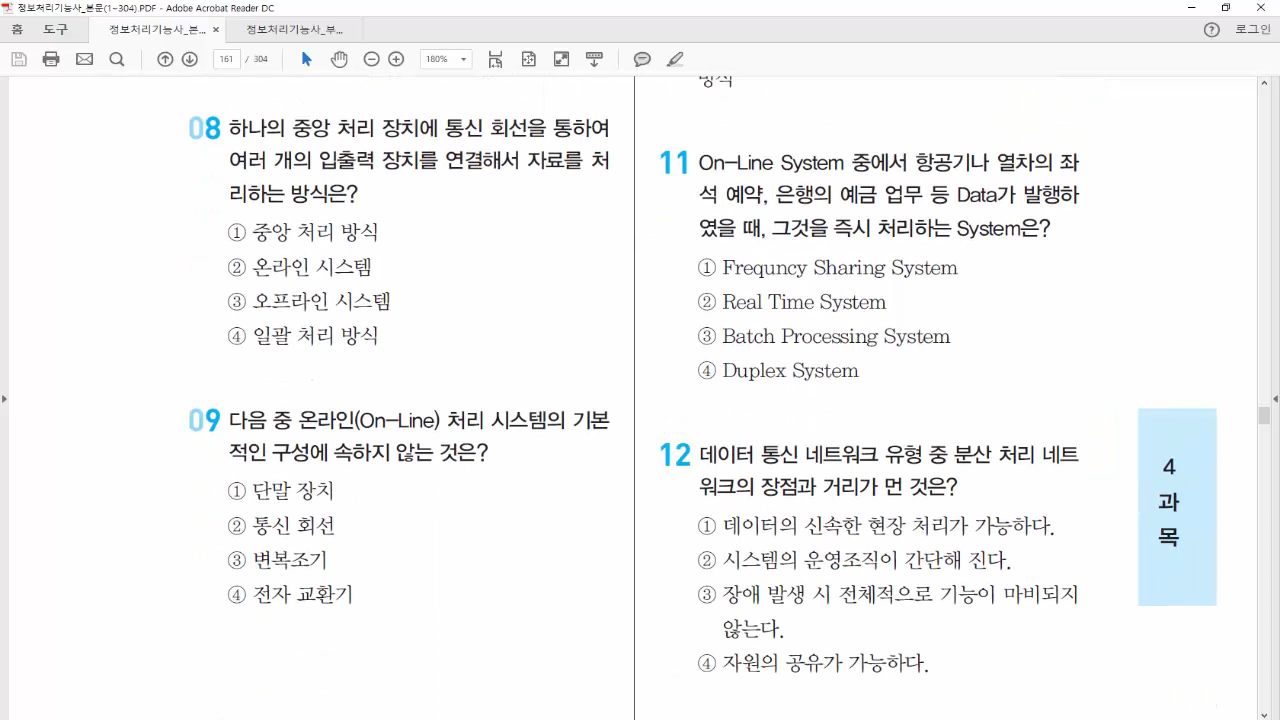 정보처리기능사_본문(1~304).PDF - Adobe Acrobat Reader DC
홈 도구 정보처리기능사_본... × 정보처리기능사_부... 로그인
161 / 304 180%
08 하나의 중앙 처리 장치에 통신 회선을 통하여
여러 개의 입출력 장치를 연결해서 자료를 처
리하는 방식은?
① 중앙 처리 방식
② 온라인 시스템
③ 오프라인 시스템
④ 일괄 처리 방식
09 다음 중 온라인(On-Line) 처리 시스템의 기본
적인 구성에 속하지 않는 것은?
① 단말 장치
② 통신 회선
③ 변복조기
④ 전자 교환기
방식
11 On-Line System 중에서 항공기나 열차의 좌
석 예약, 은행의 예금 업무 등 Data가 발행하
였을 때, 그것을 즉시 처리하는 System은?
① Frequncy Sharing System
② Real Time System
③ Batch Processing System
④ Duplex System
12 데이터 통신 네트워크 유형 중 분산 처리 네트
워크의 장점과 거리가 먼 것은?
① 데이터의 신속한 현장 처리가 가능하다.
② 시스템의 운영조직이 간단해 진다.
③ 장애 발생 시 전체적으로 기능이 마비되지
않는다.
④ 자원의 공유가 가능하다.
4
과
목